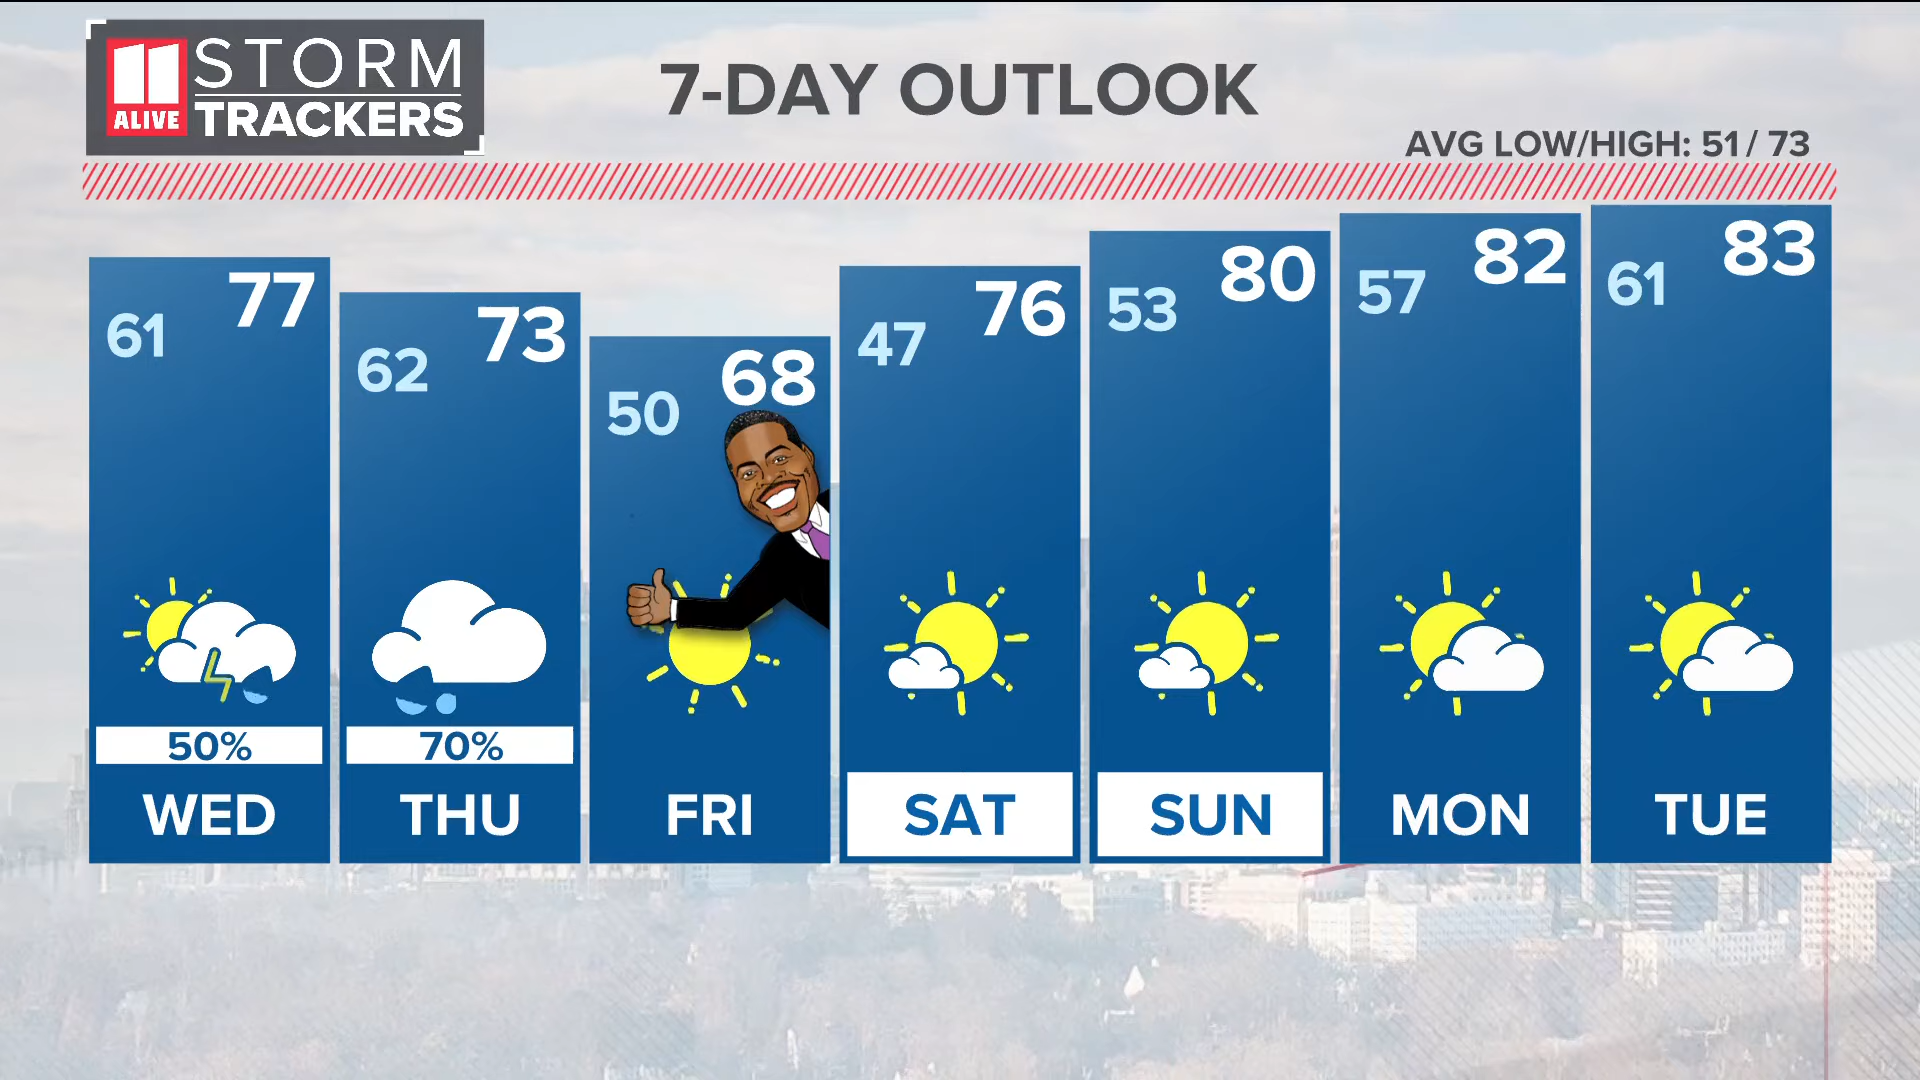 11
ALIVE
STORM
TRACKERS
7-DAY OUTLOOK
AVG LOW/HIGH: 51 / 73
61 77
50%
WED
62 73
70%
THU
50 68
FRI
47 76
SAT
53 80
SUN
57 82
MON
61 83
TUE